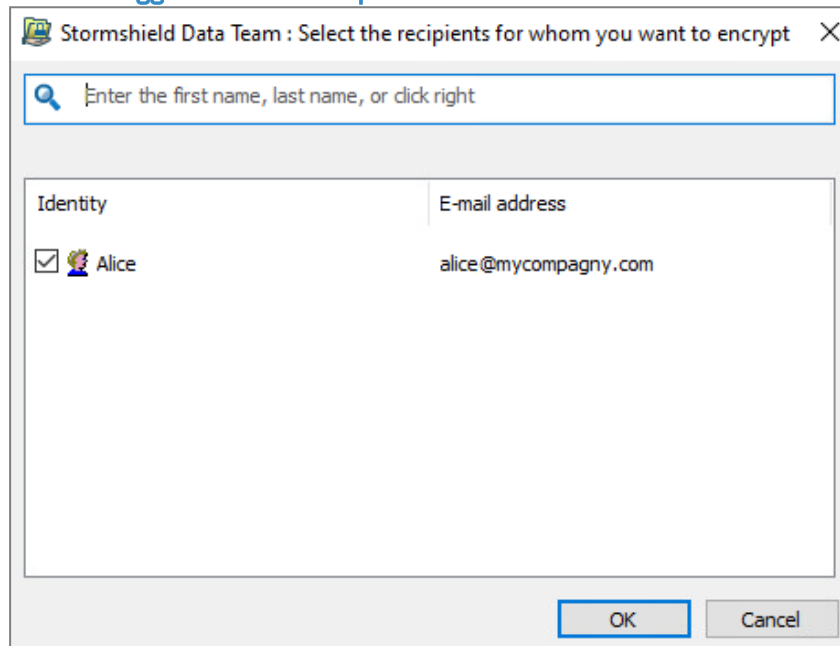 Stormshield Data Team : Select the recipients for whom you want to encrypt
Enter the first name, last name, or click right
Identity E-mail address
Alice alice@mycompagny.com
OK Cancel